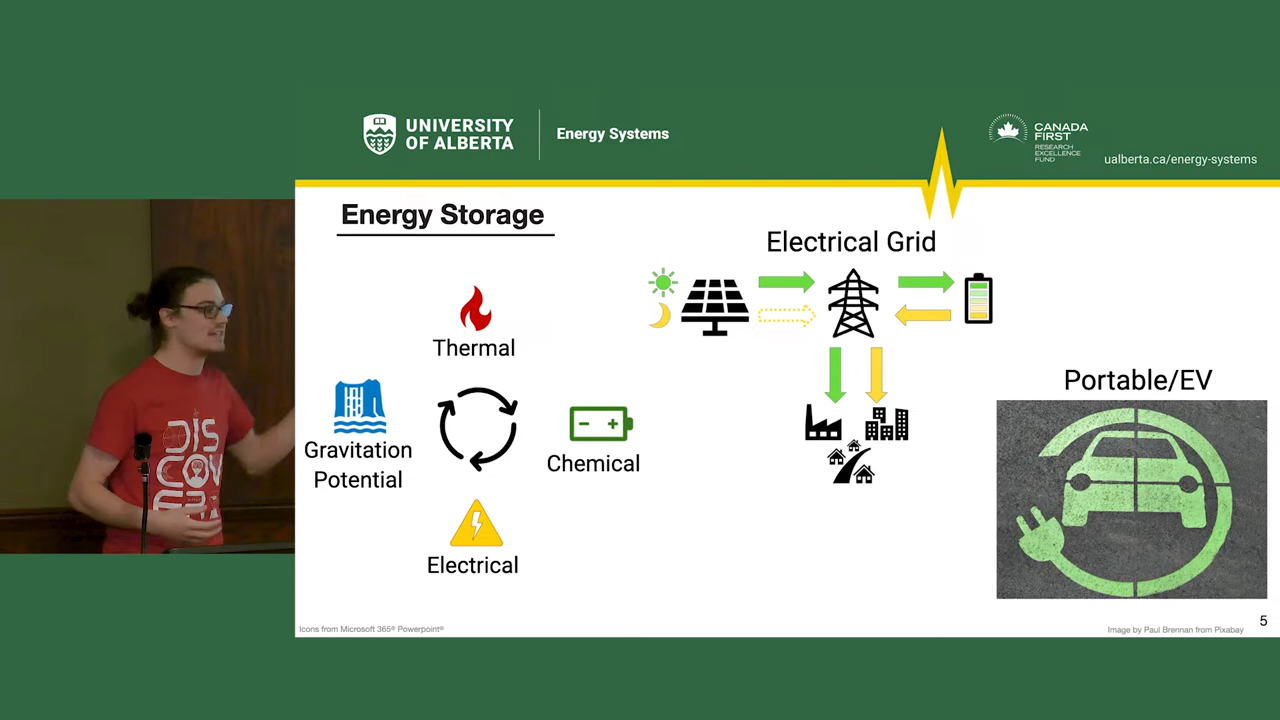 UNIVERSITY
OF ALBERTA
Energy Systems
CANADA
FIRST
RESEARCH
EXCELLENCE
FUND
ualberta.ca/energy-systems
Energy Storage
Electrical Grid
Thermal
Gravitation
Potential
Chemical
Electrical
Portable/EV
DIS
Icons from Microsoft 365® Powerpoint®
Image by Paul Brennan from Pixabay
5